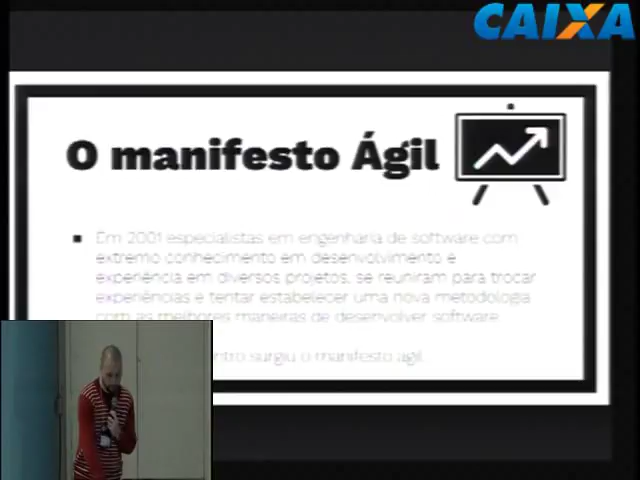 CAIXA
O manifesto Ágil
Em 2001 especialistas em engenharia de software com
extremo conhecimento em desenvolvimento e
experiência em diversos projetos, se reuniram para trocar
experiências e tentar estabelecer uma nova metodologia
com as melhores maneiras de desenvolver software.
surgiu o manifesto ágil.